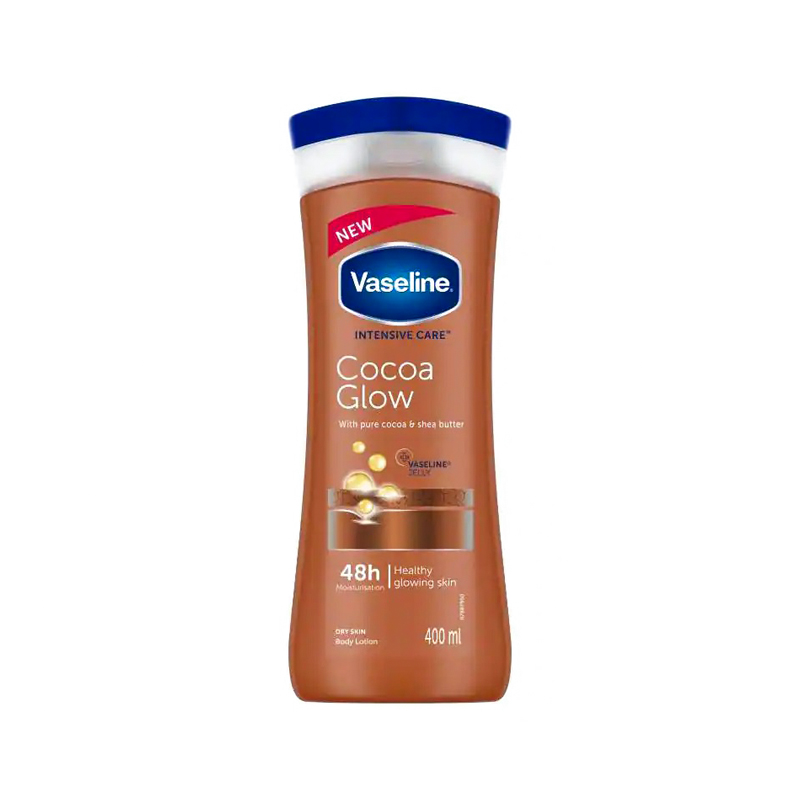 NEW
Vaseline®
INTENSIVE CARE™
Cocoa
Glow
With pure cocoa & shea butter
VASELINE®
JELLY
48h
Moisturisation
Healthy
glowing skin
DRY SKIN
Body Lotion
400 ml